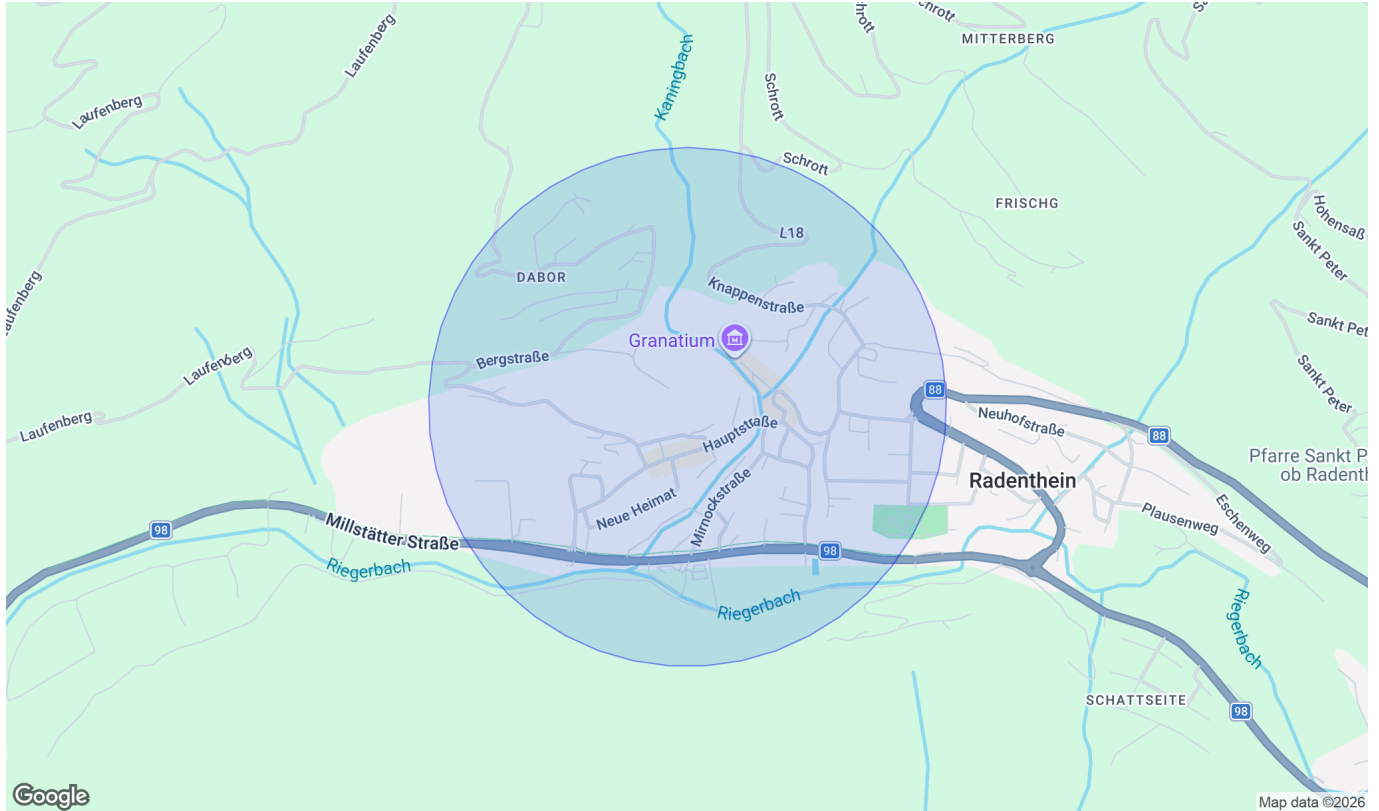 Schrott
Schrott
Laufenberg
Kaningbach
MITTERBERG
Laufenberg
Schrott
Schrott
FRISCHG
Hohensaß
L18
Sankt Peter
DABOR
Laufenberg
Knappenstraße
Sankt Pet
Granatium
Bergstraße
Laufenberg
Sankt Peter
88
Neuhofstraße
Laufenberg
Hauptstraße
88
Pfarre Sankt P
ob Radenth
Radenthein
Neue Heimat
Mirnockstraße
Plausenweg
Eschenweg
98
Millstätter Straße
98
Riegerbach
Riegerbach
Riegerbach
SCHATTSEITE
98
Google
Map data ©2026